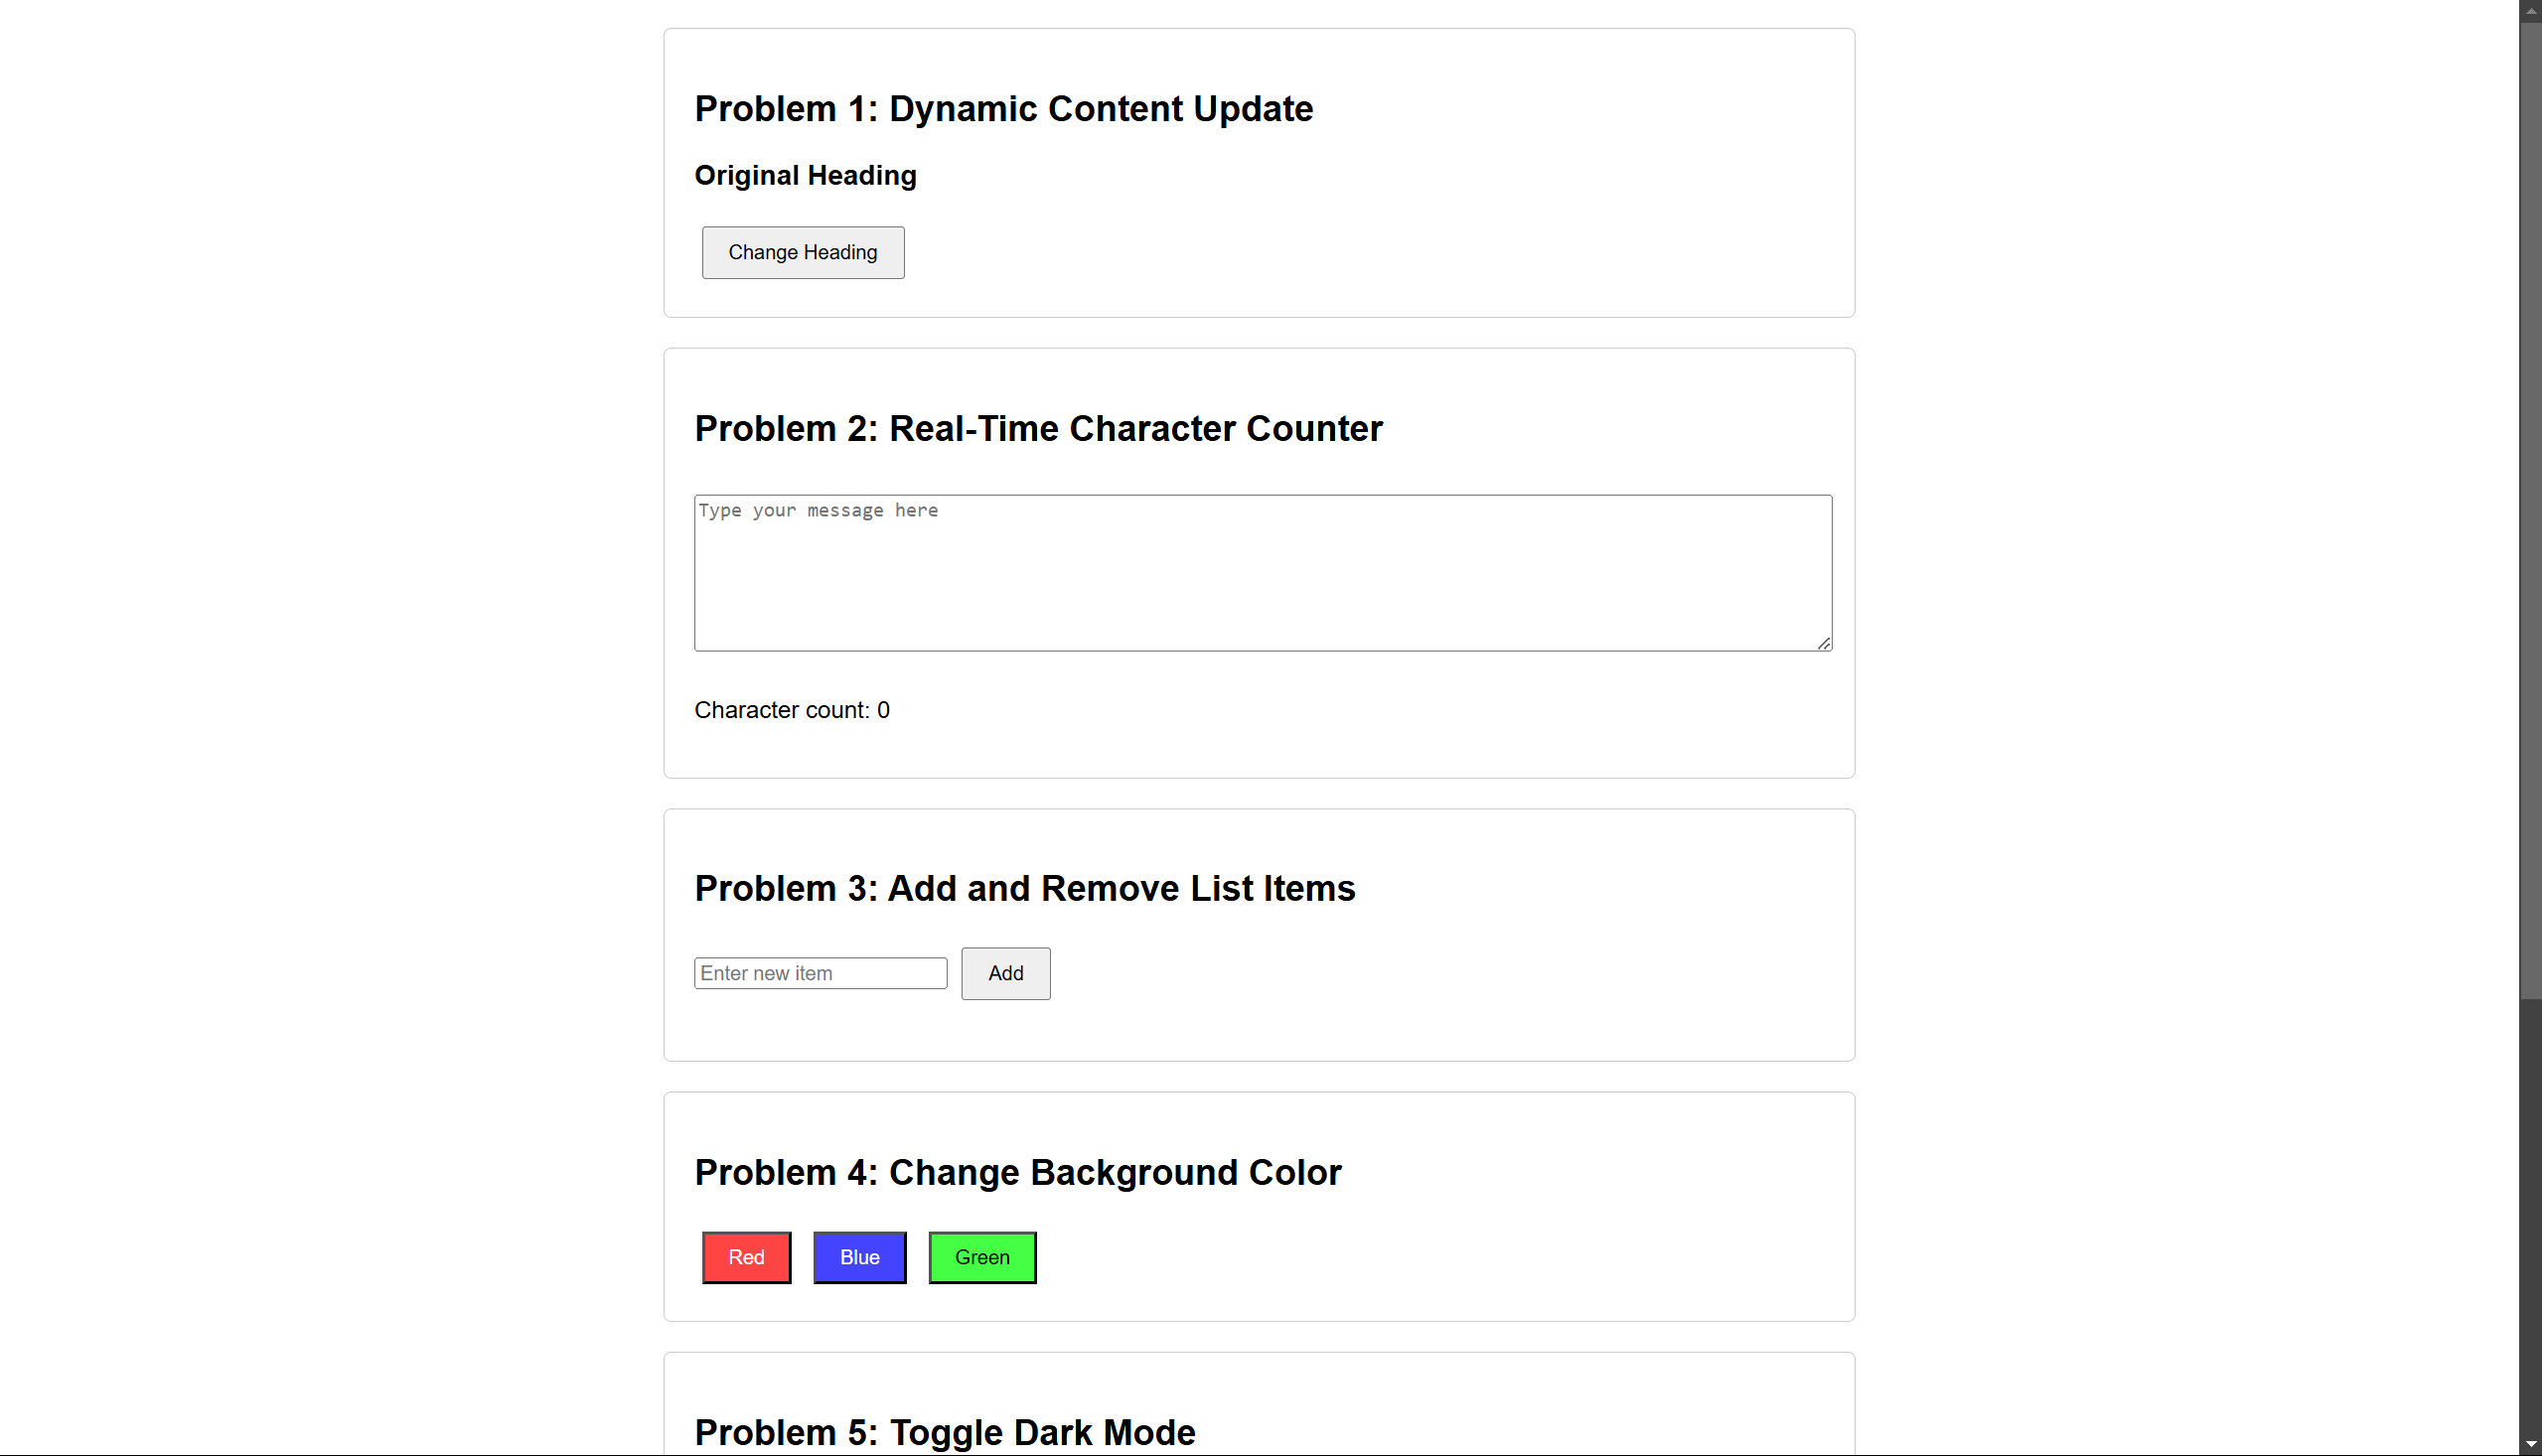 Problem 1: Dynamic Content Update
Original Heading
Change Heading
Problem 2: Real-Time Character Counter
Type your message here
Character count: 0
Problem 3: Add and Remove List Items
Enter new item Add
Problem 4: Change Background Color
Red Blue Green
Problem 5: Toggle Dark Mode